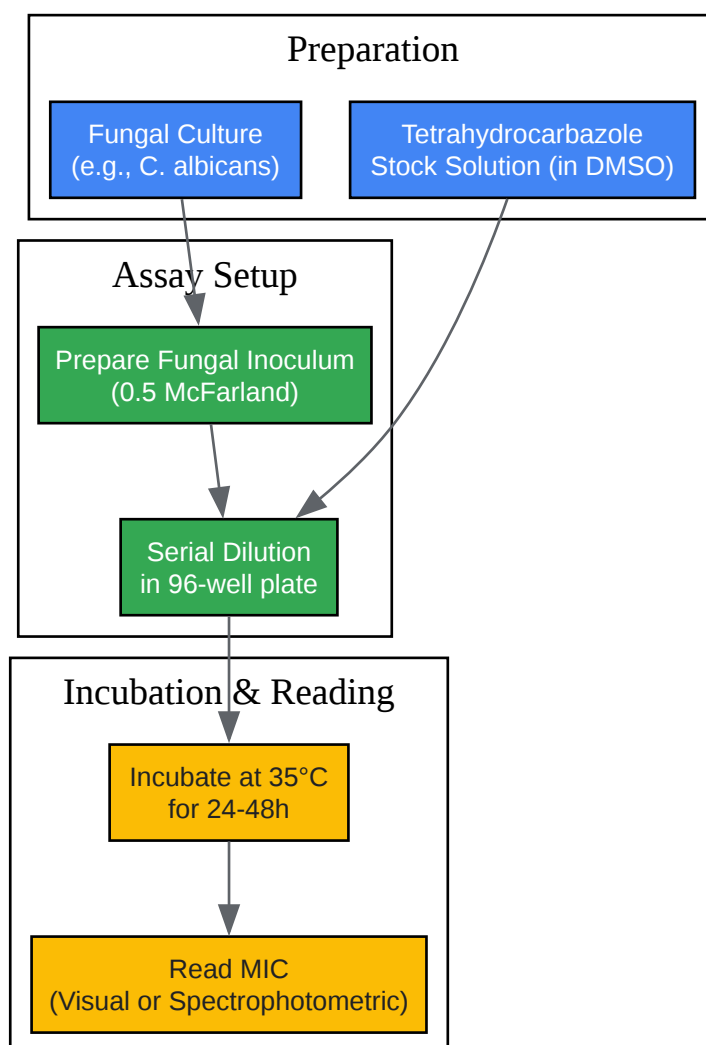 Preparation
Fungal Culture
(e.g., C. albicans)
Tetrahydrocarbazole
Stock Solution (in DMSO)
Assay Setup
Prepare Fungal Inoculum
(0.5 McFarland)
Serial Dilution
in 96-well plate
Incubation & Reading
Incubate at 35°C
for 24-48h
Read MIC
(Visual or Spectrophotometric)